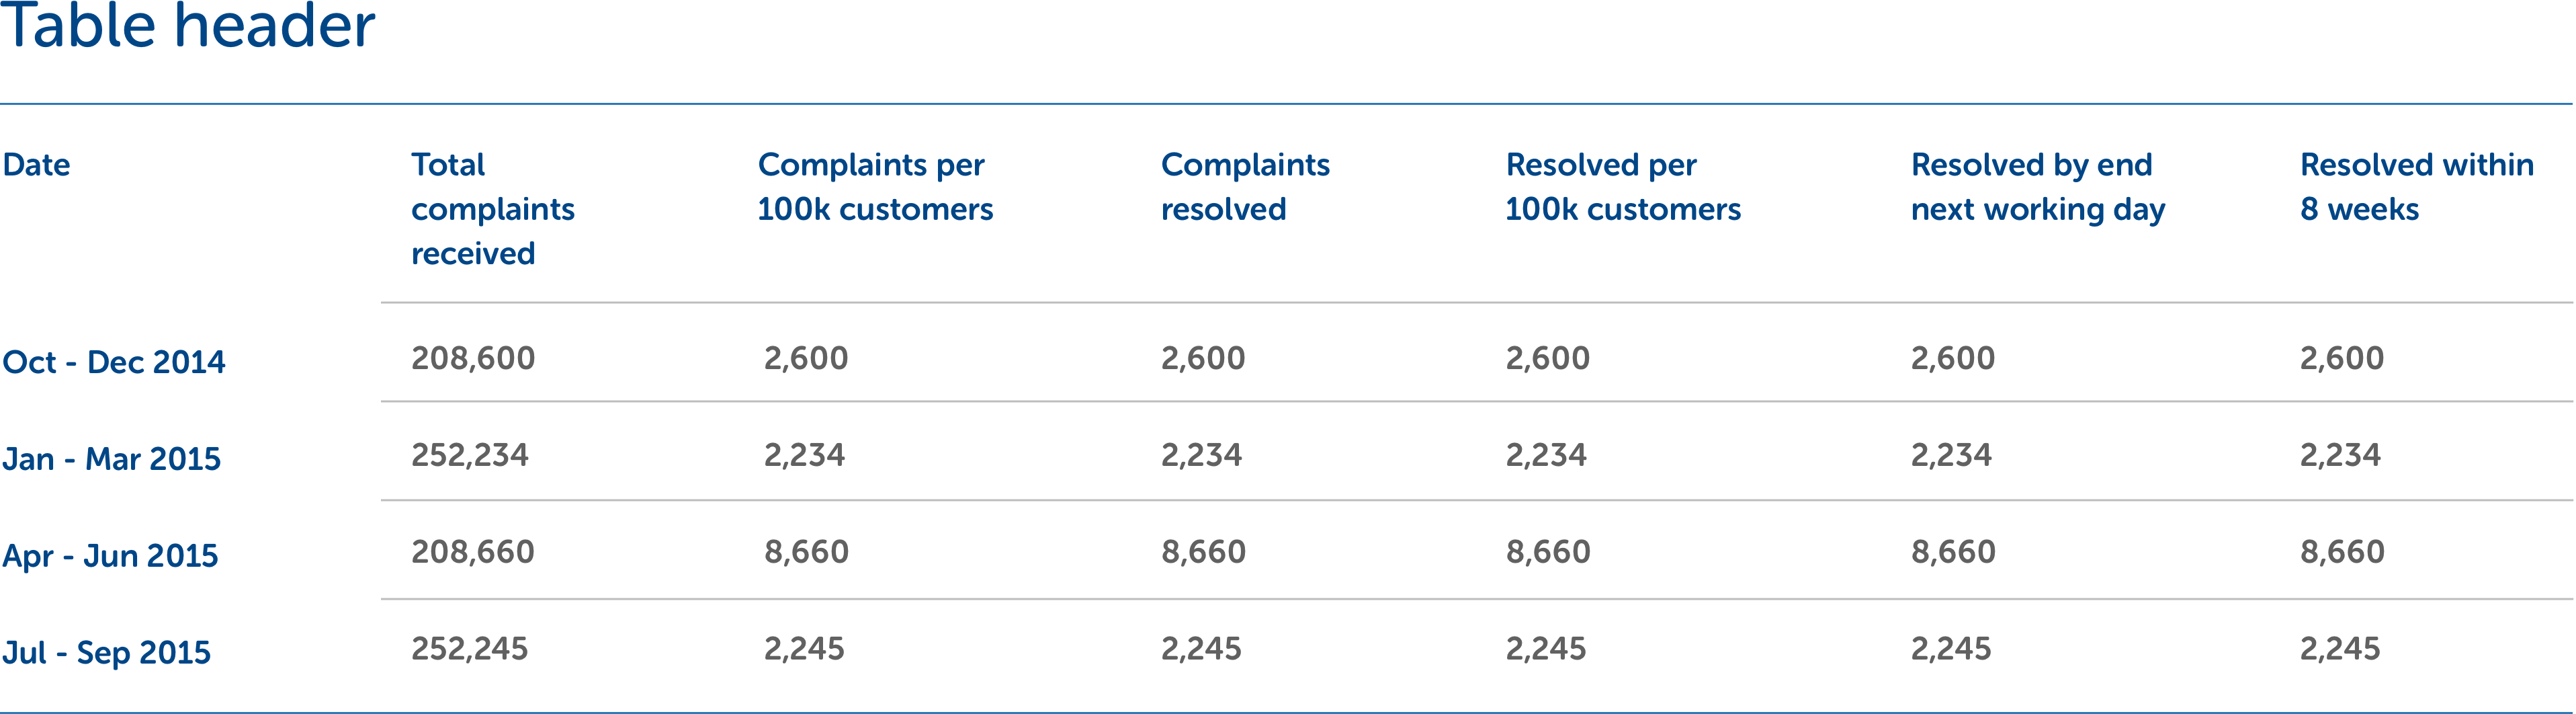 Table header
Date Total complaints received Complaints per 100k customers Complaints resolved Resolved per 100k customers Resolved by end next working day Resolved within 8 weeks
Oct - Dec 2014 208,600 2,600 2,600 2,600 2,600 2,600
Jan - Mar 2015 252,234 2,234 2,234 2,234 2,234 2,234
Apr - Jun 2015 208,660 8,660 8,660 8,660 8,660 8,660
Jul - Sep 2015 252,245 2,245 2,245 2,245 2,245 2,245